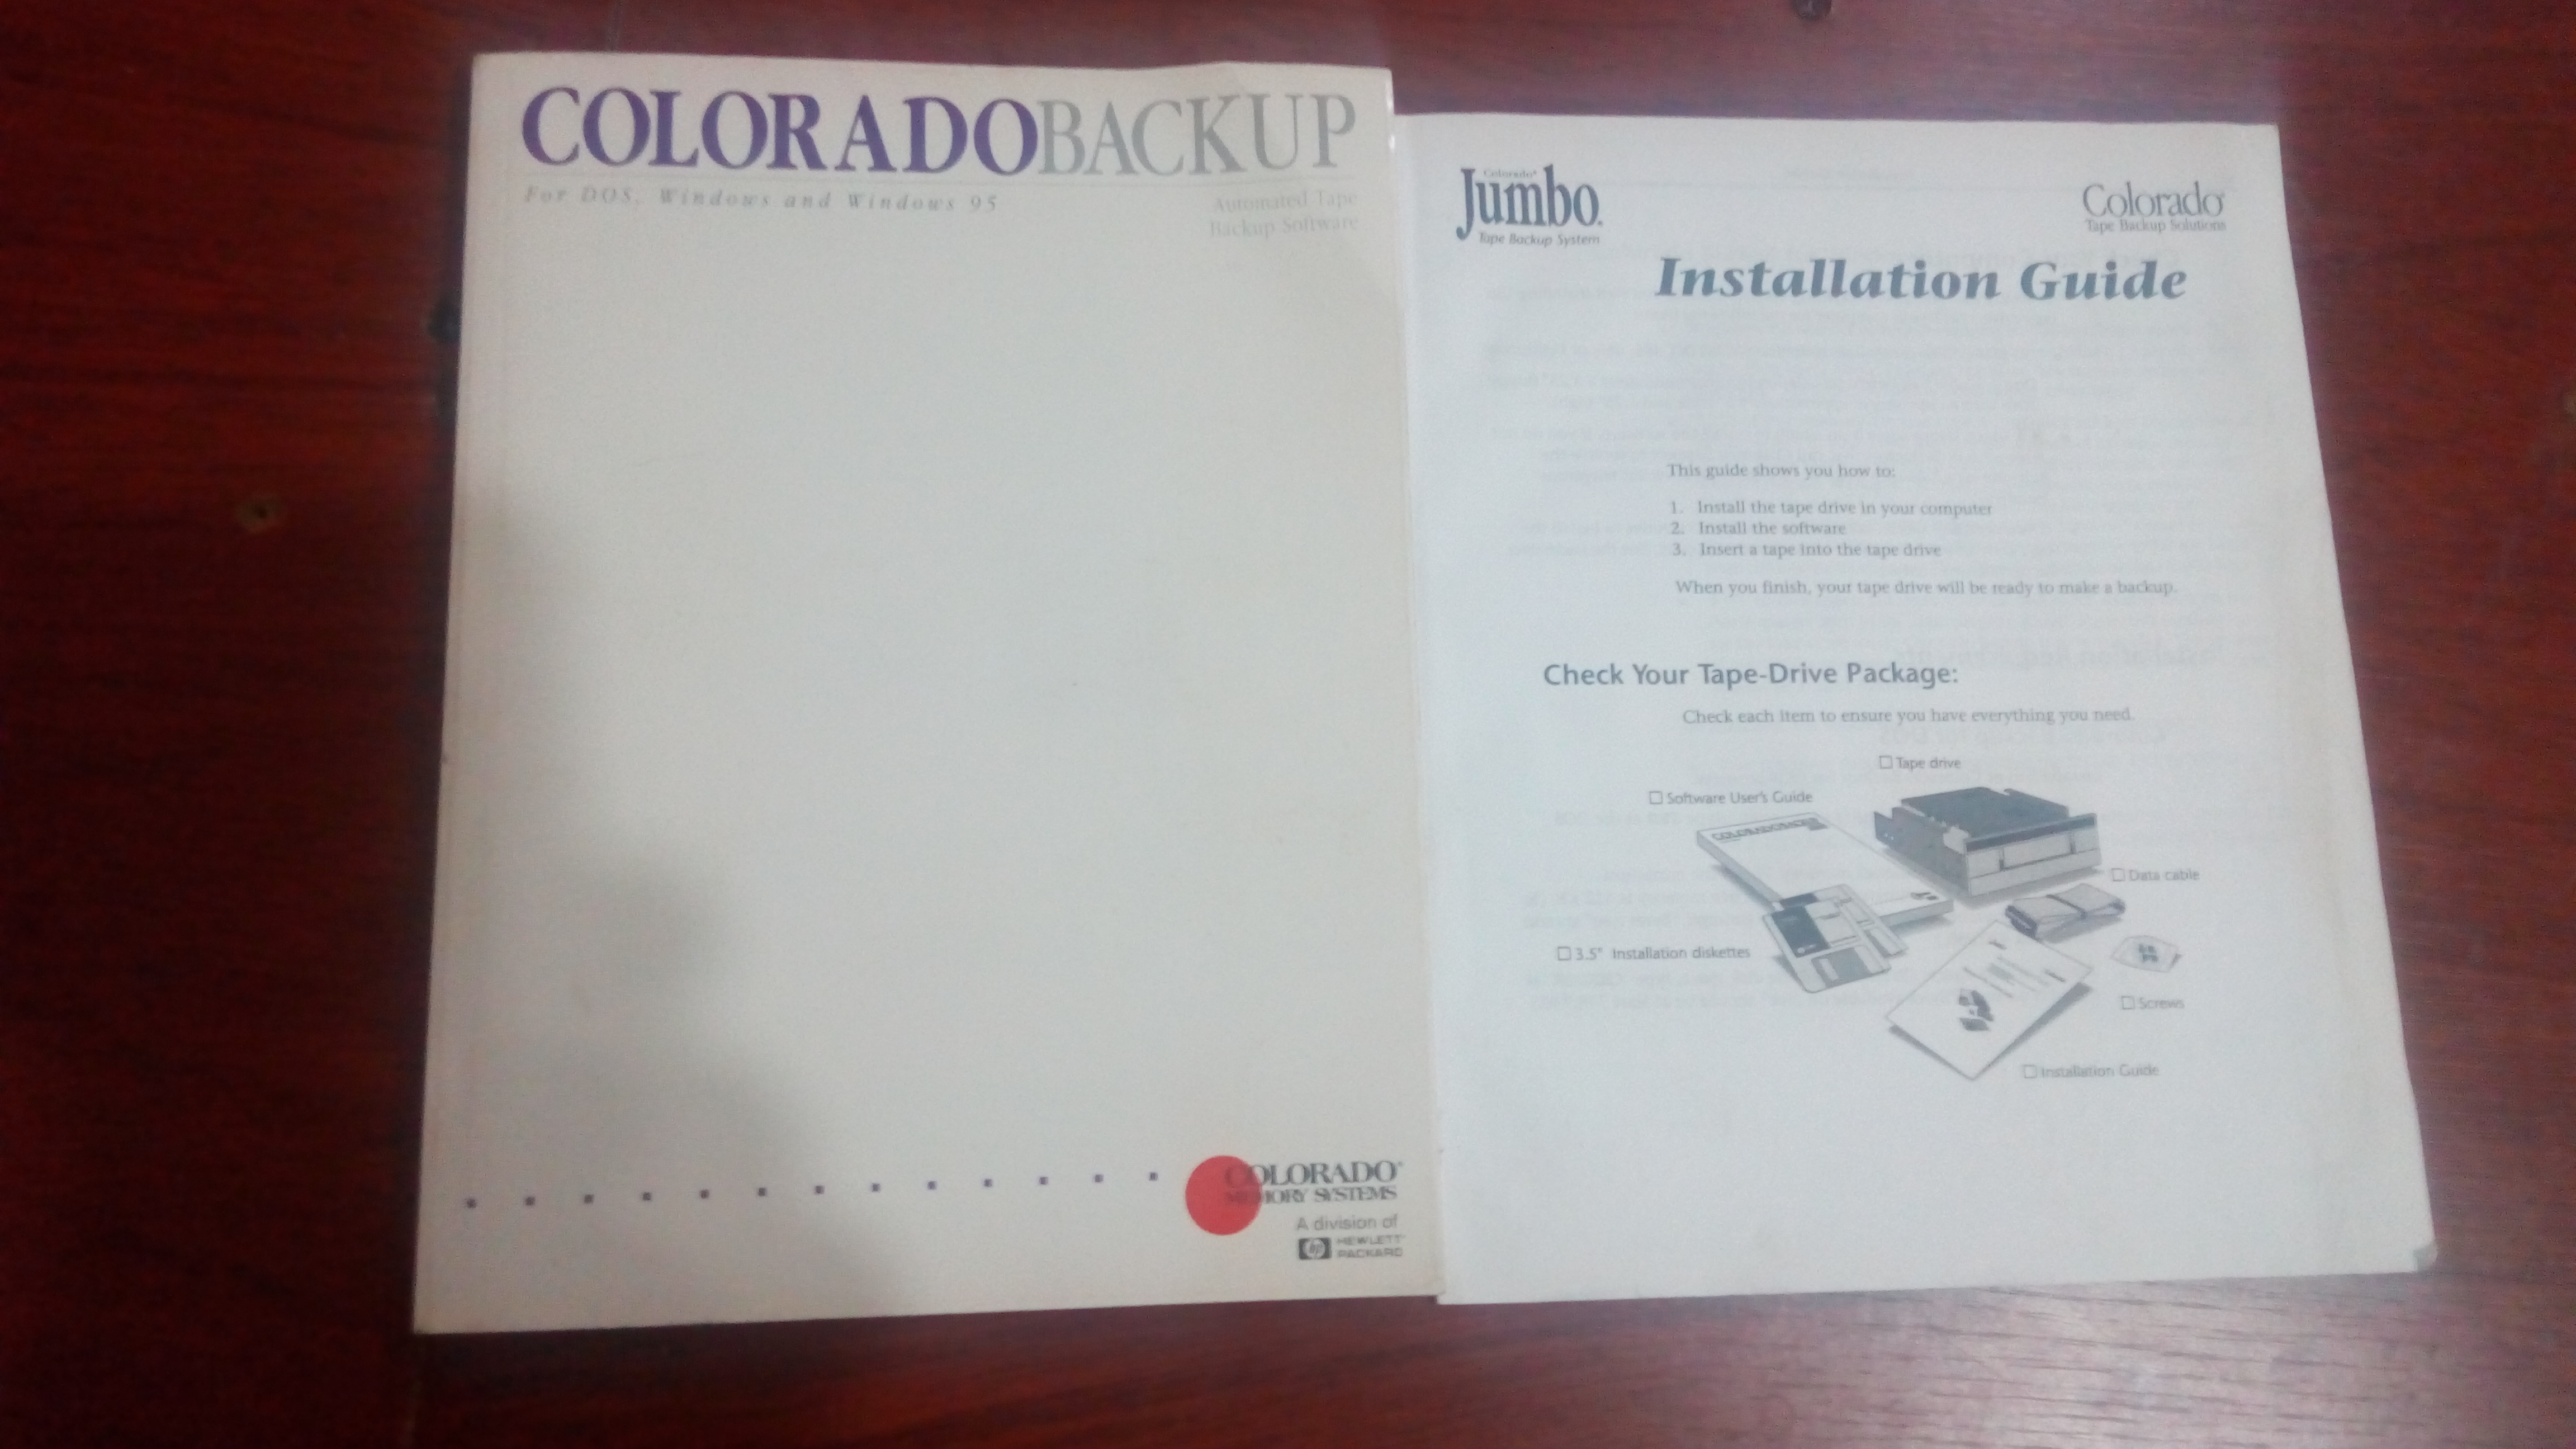 COLORADOBACKUP
For DOS, Windows and Windows 95
Automated Tape
Backup Software
COLORADO®
MEMORY SYSTEMS
A division of
hp HEWLETT®
PACKARD
Colorado®
Jumbo®
Tape Backup System
Colorado®
Tape Backup Solutions
Installation Guide
This guide shows you how to:
1. Install the tape drive in your computer
2. Install the software
3. Insert a tape into the tape drive
When you finish, your tape drive will be ready to make a backup.
Check Your Tape-Drive Package:
Check each item to ensure you have everything you need.
Tape drive
Software User's Guide
COLORADOBACKUP
Data cable
3.5" Installation diskettes
Screws
Installation Guide